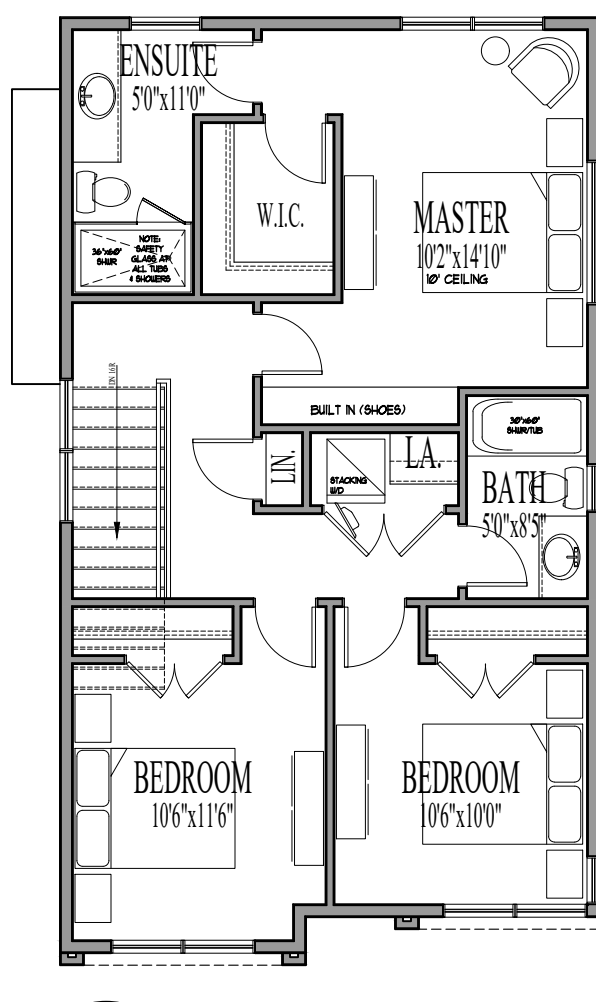 ENSUITE
5'0"x11'0"
W.I.C.
MASTER
10'2"x14'10"
10' CEILING
36"x60"
SHWR
NOTE:
SAFETY
GLASS AT
ALL TUBS
& SHOWERS
DN 16R
BUILT IN (SHOES)
LIN.
STACKING
W/D
LA.
30"x60"
SHWR/TUB
BATH
5'0"x8'5"
BEDROOM
10'6"x11'6"
BEDROOM
10'6"x10'0"